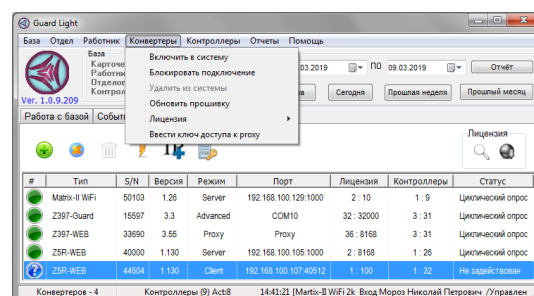 Guard Light
База Отдел Работник Конвертеры Контроллеры Отчеты Помощь
База
Включить в систему
Блокировать подключение
Удалить из системы
Обновить прошивку
Лицензия
Ввести ключ доступа к proxy
.03.2019 ПО 09.03.2019 Отчёт
Сегодня Прошлая неделя Прошлый месяц
Ver. 1.0.9.209
Работа с базой
Лицензия
# Тип S/N Версия Режим Порт Лицензия Контроллеры Статус
Matrix-II WiFi 50103 1.26 Server 192.168.100.129:1000 2 : 10 1 : 9 Циклический опрос
Z397-Guard 15597 3.3 Advanced COM10 32 : 32000 3 : 31 Циклический опрос
Z397-WEB 33690 3.55 Proxy Proxy 36 : 8168 3 : 31 Циклический опрос
Z5R-WEB 40000 1.130 Server 192.168.100.105:1000 2 : 8168 1 : 26 Циклический опрос
Z5R-WEB 44504 1.130 Client 192.168.100.107:40512 1 : 100 1 : 32 Не задействован
Конвертеров - 4 Контроллеры (9) Act:8 14:41:21 [Matrix-II WiFi 2k Вход Мороз Николай Петрович /Управлен